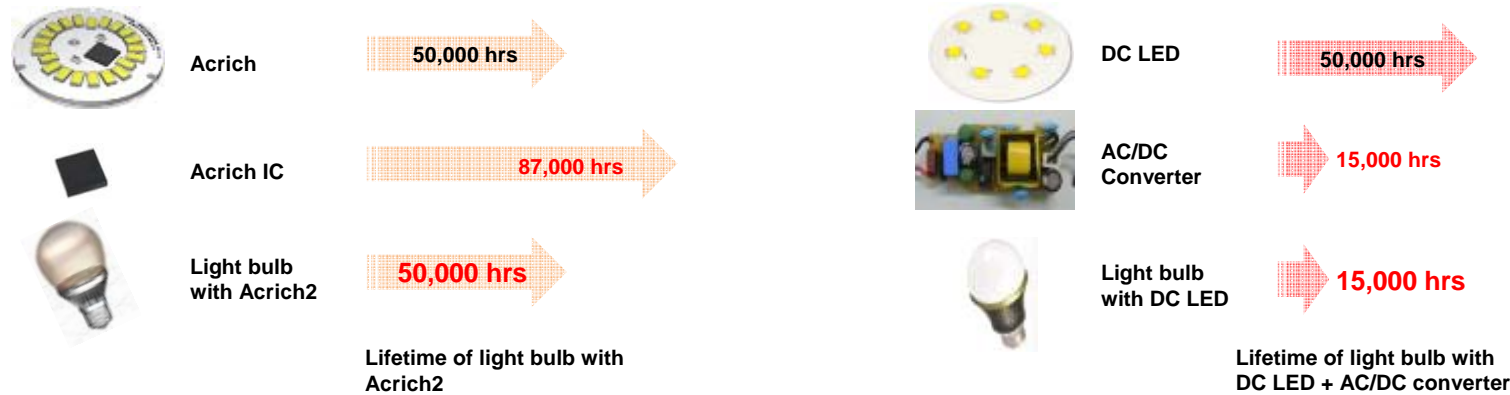 Acrich
50,000 hrs
Acrich IC
87,000 hrs
Light bulb
with Acrich2
50,000 hrs
Lifetime of light bulb with
Acrich2
DC LED
50,000 hrs
AC/DC
Converter
15,000 hrs
Light bulb
with DC LED
15,000 hrs
Lifetime of light bulb with
DC LED + AC/DC converter